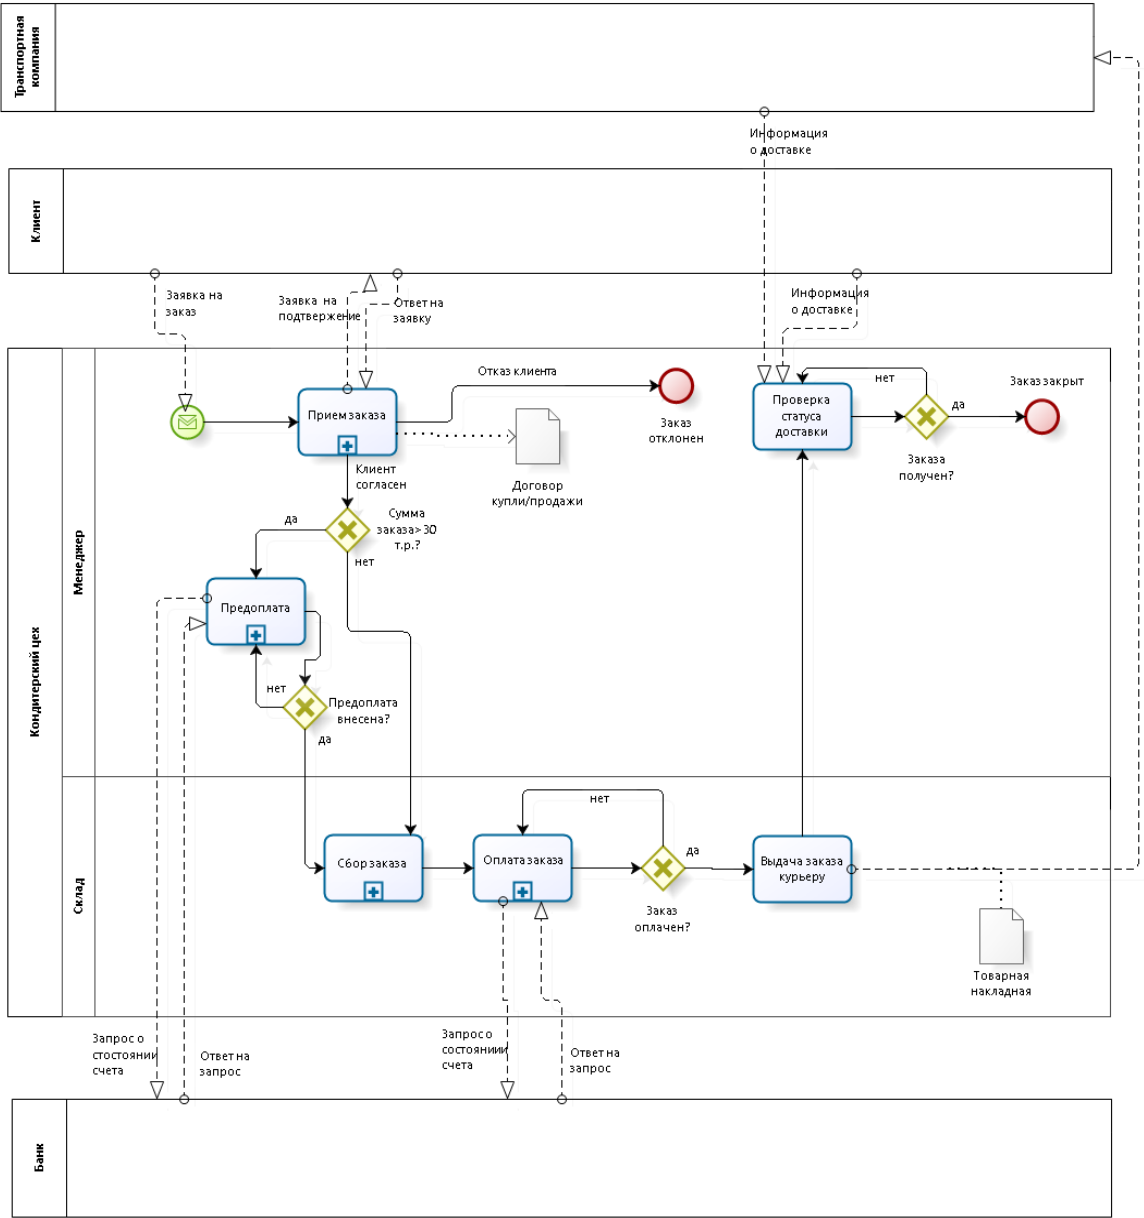 Транспортная
компания
Информация
о доставке
Клиент
Заявка на
заказ
Заявка на
подтвержение
Ответ на
заявку
Информация
о доставке
Кондитерский цех
Менеджер
Прием заказа
Отказ клиента
Заказ
отклонен
Договор
купли/продажи
Клиент
согласен
Проверка
статуса
доставки
нет
да
Заказа
получен?
Заказ закрыт
Сумма
заказа>30
т.р.?
да
нет
Предоплата
нет
Предоплата
внесена?
да
Склад
Сбор заказа
Оплата заказа
нет
да
Заказ
оплачен?
Выдача заказа
курьеру
Товарная
накладная
Запрос о
стостоянии
счета
Ответ на
запрос
Запрос о
состояниии
счета
Ответ на
запрос
Банк